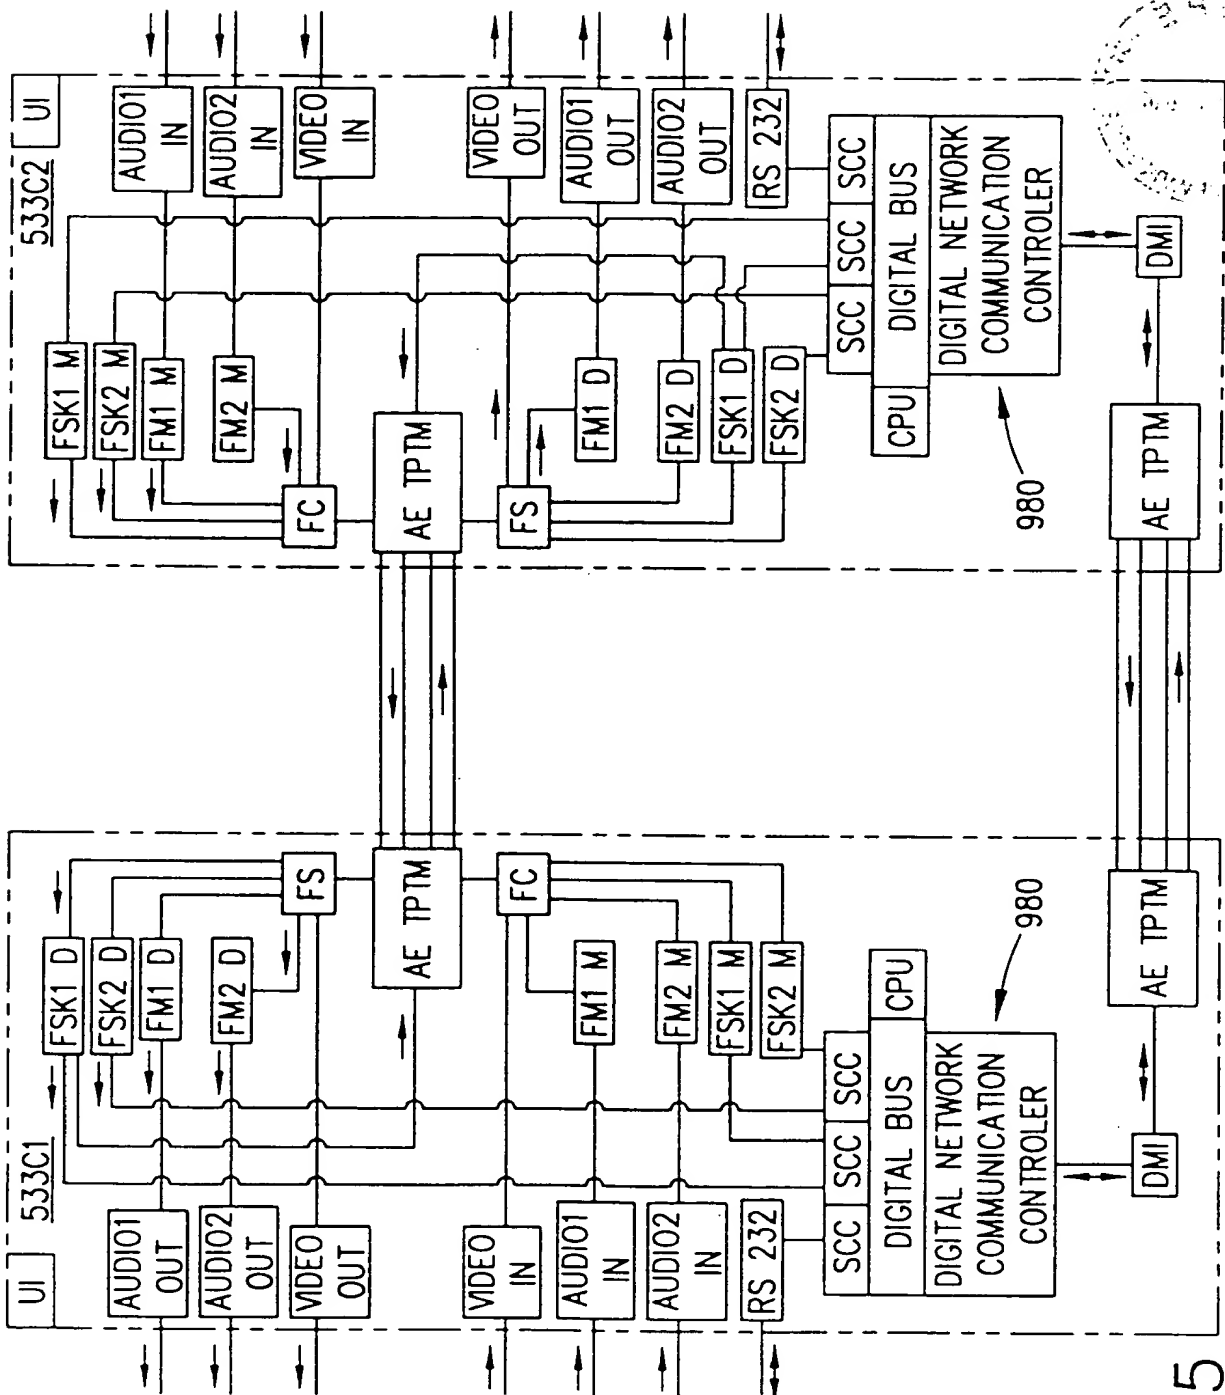 533C2
UI
AUDIO1
IN
AUDIO2
IN
VIDEO
IN
VIDEO
OUT
AUDIO1
OUT
AUDIO2
OUT
RS 232
FSK1 M
FSK2 M
FM1 M
FM2 M
FC
AE TPTM
FS
FM1 D
FM2 D
FSK1 D
FSK2 D
SCC
SCC
SCC
CPU
DIGITAL BUS
DIGITAL NETWORK
COMMUNICATION
CONTROLER
980
DMI
AE TPTM
UI
533C1
AUDIO1
OUT
AUDIO2
OUT
VIDEO
OUT
VIDEO
IN
AUDIO1
IN
AUDIO2
IN
RS 232
FSK1 D
FSK2 D
FM1 D
FM2 D
FS
AE TPTM
FC
FM1 M
FM2 M
FSK1 M
FSK2 M
SCC
SCC
SCC
DIGITAL BUS
CPU
DIGITAL NETWORK
COMMUNICATION
CONTROLER
980
DMI
AE TPTM
5